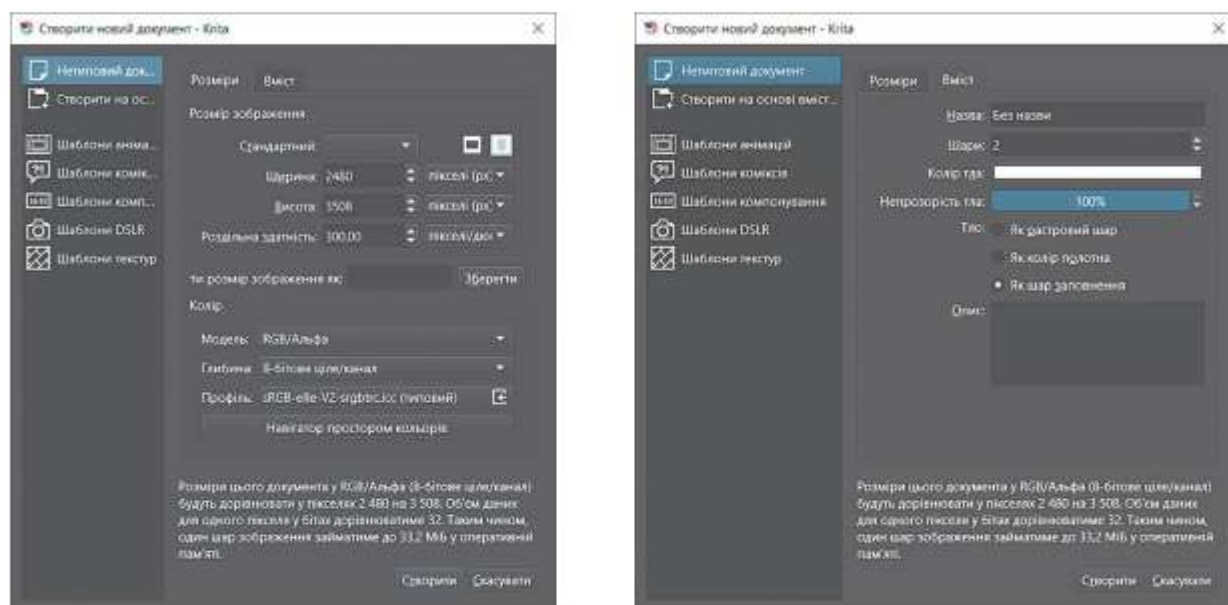 Створити новий документ - Krita
Нетиповий док...
Створити на ос...
Шаблони аніма...
Шаблони комік...
Шаблони комп...
Шаблони DSLR
Шаблони текстур
Розміри Вміст
Розмір зображення
Стандартний:
Ширина: 2480 пікселі (px)
Висота: 3508 пікселі (px)
Роздільна здатність: 300,00 пікселі/дюй
ти розмір зображення як: Зберегти
Колір
Модель: RGB/Альфа
Глибина: 8-бітове ціле/канал
Профіль: sRGB-elle-V2-srgbtrc.icc (типовий)
Навігатор простором кольорів
Розміри цього документа у RGB/Альфа (8-бітове ціле/канал)
будуть дорівнювати у пікселях 2 480 на 3 508. Об'єм даних
для одного пікселя у бітах дорівнюватиме 32. Таким чином,
один шар зображення займатиме до 33,2 МіБ у оперативній
пам'яті.
Створити Скасувати
Створити новий документ - Krita
Нетиповий документ
Створити на основі вміст...
Шаблони анімацій
Шаблони коміксів
Шаблони компонування
Шаблони DSLR
Шаблони текстур
Розміри Вміст
Назва: Без назви
Шари: 2
Колір тла:
Непрозорість тла: 100%
Тло: Як растровий шар
Як колір полотна
Як шар заповнення
Опис:
Розміри цього документа у RGB/Альфа (8-бітове ціле/канал)
будуть дорівнювати у пікселях 2 480 на 3 508. Об'єм даних
для одного пікселя у бітах дорівнюватиме 32. Таким чином,
один шар зображення займатиме до 33,2 МіБ у оперативній
пам'яті.
Створити Скасувати